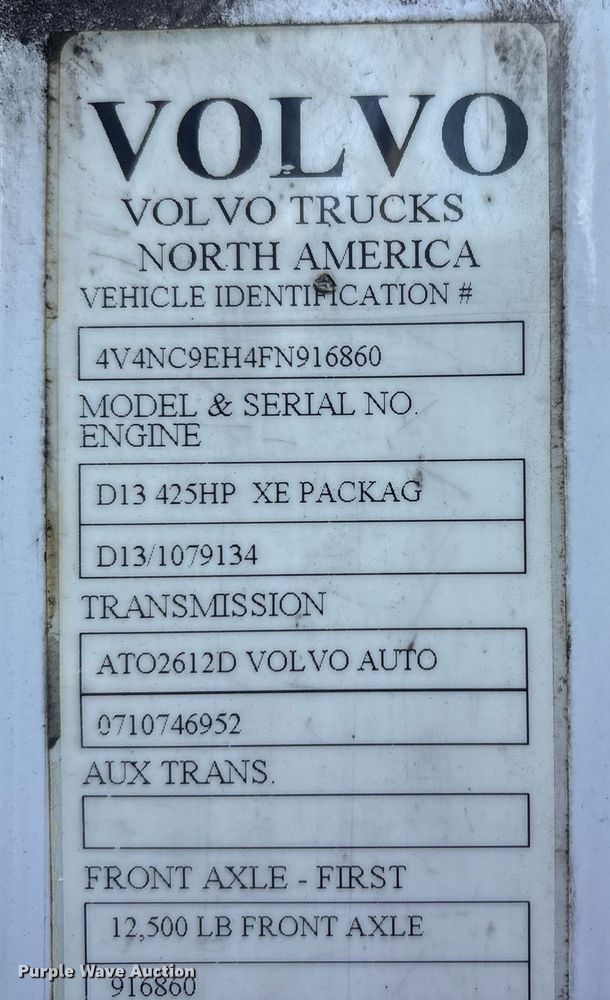 VOLVO
VOLVO TRUCKS
NORTH AMERICA
VEHICLE IDENTIFICATION #
4V4NC9EH4FN916860
MODEL & SERIAL NO.
ENGINE
D13 425HP XE PACKAG
D13/1079134
TRANSMISSION
ATO2612D VOLVO AUTO
0710746952
AUX TRANS.
FRONT AXLE - FIRST
12,500 LB FRONT AXLE
916860
Purple Wave Auction